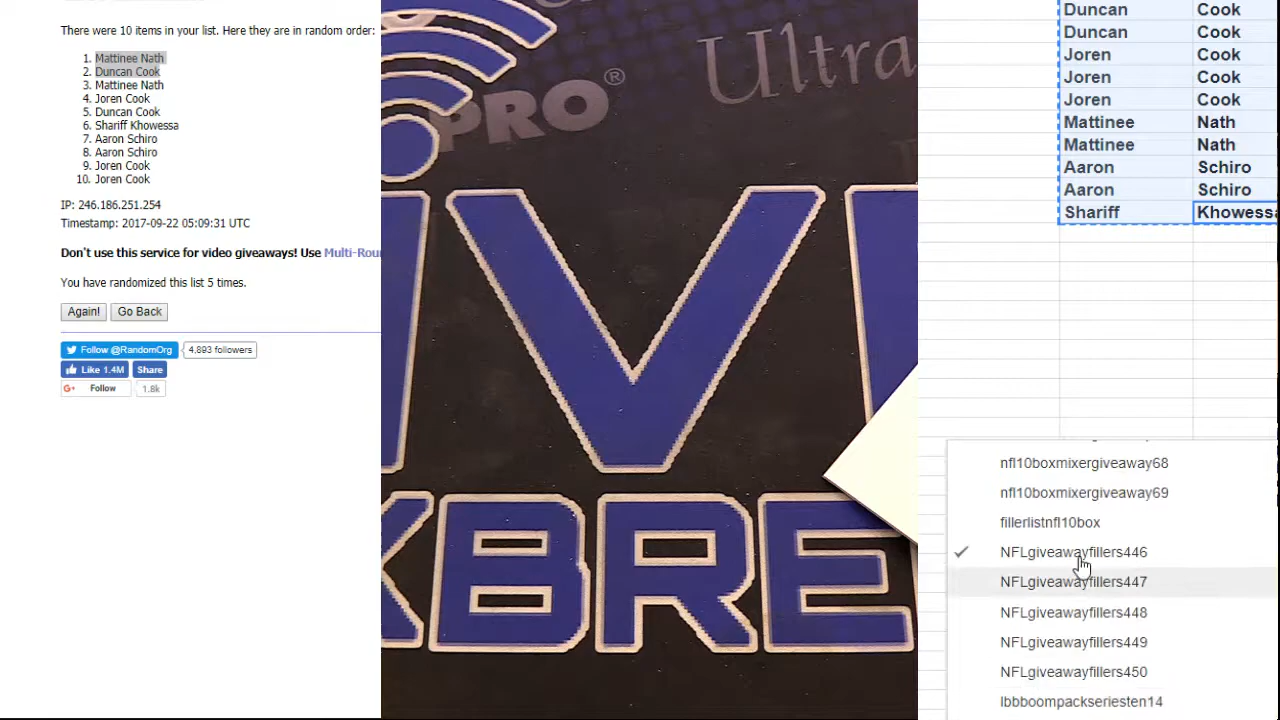 There were 10 items in your list. Here they are in random order:
1. Mattinee Nath
2. Duncan Cook
3. Mattinee Nath
4. Joren Cook
5. Duncan Cook
6. Shariff Khowessa
7. Aaron Schiro
8. Aaron Schiro
9. Joren Cook
10. Joren Cook
IP: 246.186.251.254
Timestamp: 2017-09-22 05:09:31 UTC
Don't use this service for video giveaways! Use Multi-Rou
You have randomized this list 5 times.
Again! Go Back
Follow @RandomOrg 4,893 followers
Like 1.4M Share
G+ Follow 1.8k
Ultra
PRO®
IV
KBRE
Duncan Cook
Duncan Cook
Joren Cook
Joren Cook
Joren Cook
Mattinee Nath
Mattinee Nath
Aaron Schiro
Aaron Schiro
Shariff Khowessa
nfl10boxmixergiveaway68
nfl10boxmixergiveaway69
fillerlistnfl10box
NFLgiveawayfillers446
NFLgiveawayfillers447
NFLgiveawayfillers448
NFLgiveawayfillers449
NFLgiveawayfillers450
lbbboompackseriesten14